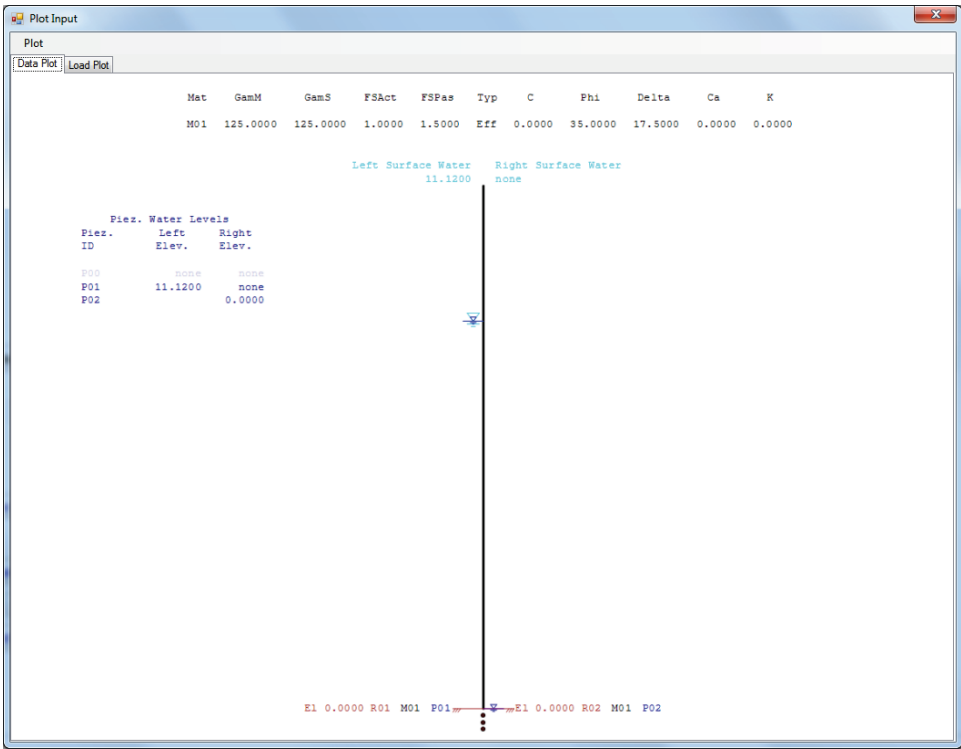 Plot Input
Plot
Data Plot Load Plot
Mat GamM GamS FSAct FSPas Typ C Phi Delta Ca K
M01 125.0000 125.0000 1.0000 1.5000 Eff 0.0000 35.0000 17.5000 0.0000 0.0000
Left Surface Water Right Surface Water
11.1200 none
Piez. Water Levels
Piez. Left Right
ID Elev. Elev.
P00 none none
P01 11.1200 none
P02 0.0000
El 0.0000 R01 M01 P01 El 0.0000 R02 M01 P02